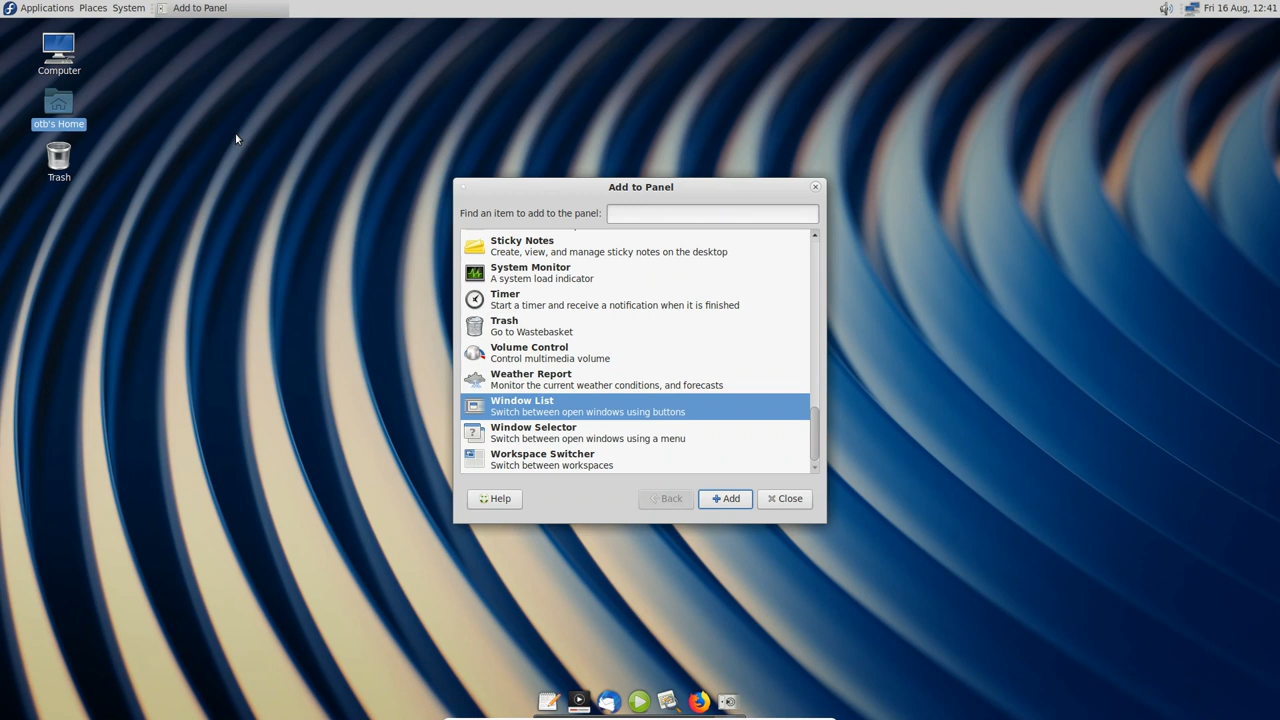 Applications Places System Add to Panel Fri 16 Aug, 12:41
Computer
otb's Home
Trash
Add to Panel
Find an item to add to the panel:
Sticky Notes
Create, view, and manage sticky notes on the desktop
System Monitor
A system load indicator
Timer
Start a timer and receive a notification when it is finished
Trash
Go to Wastebasket
Volume Control
Control multimedia volume
Weather Report
Monitor the current weather conditions, and forecasts
Window List
Switch between open windows using buttons
Window Selector
Switch between open windows using a menu
Workspace Switcher
Switch between workspaces
Help Back Add Close